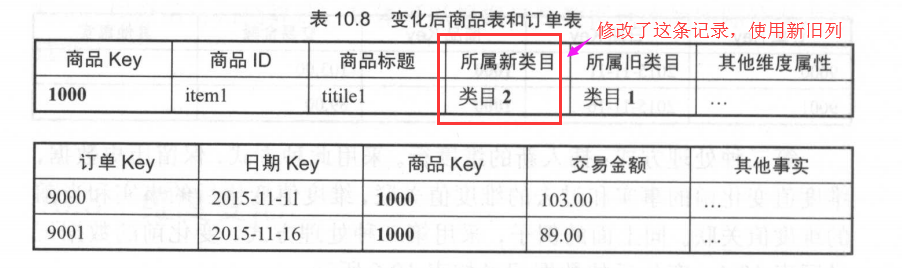 表 10.8 变化后商品表和订单表
修改了这条记录，使用新旧列
商品 Key 商品 ID 商品标题 所属新类目 所属旧类目 其他维度属性
1000 item1 titile1 类目 2 类目 1 …
订单 Key 日期 Key 商品 Key 交易金额 其他事实
9000 2015-11-11 1000 103.00 …
9001 2015-11-11 1000 89.00 …